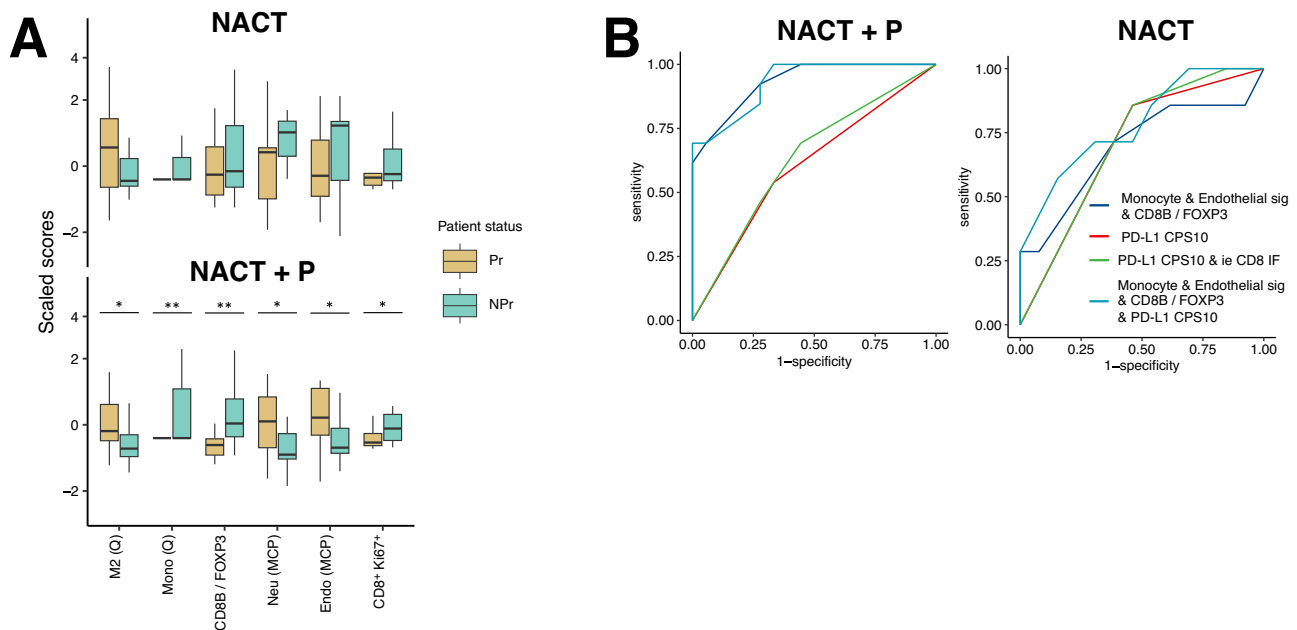 A
NACT
Scaled scores
4
2
0
−2
NACT + P
* ** ** * * *
4
2
0
−2
M2 (Q)
Mono (Q)
CD8B / FOXP3
Neu (MCP)
Endo (MCP)
CD8+ Ki67+
Patient status
Pr
NPr
B
NACT + P
sensitivity
1.00
0.75
0.50
0.25
0.00
0.00 0.25 0.50 0.75 1.00
1−specificity
NACT
sensitivity
1.00
0.75
0.50
0.25
0.00
0.00 0.25 0.50 0.75 1.00
1−specificity
Monocyte & Endothelial sig
& CD8B / FOXP3
PD-L1 CPS10
PD-L1 CPS10 & ie CD8 IF
Monocyte & Endothelial sig
& CD8B / FOXP3
& PD-L1 CPS10